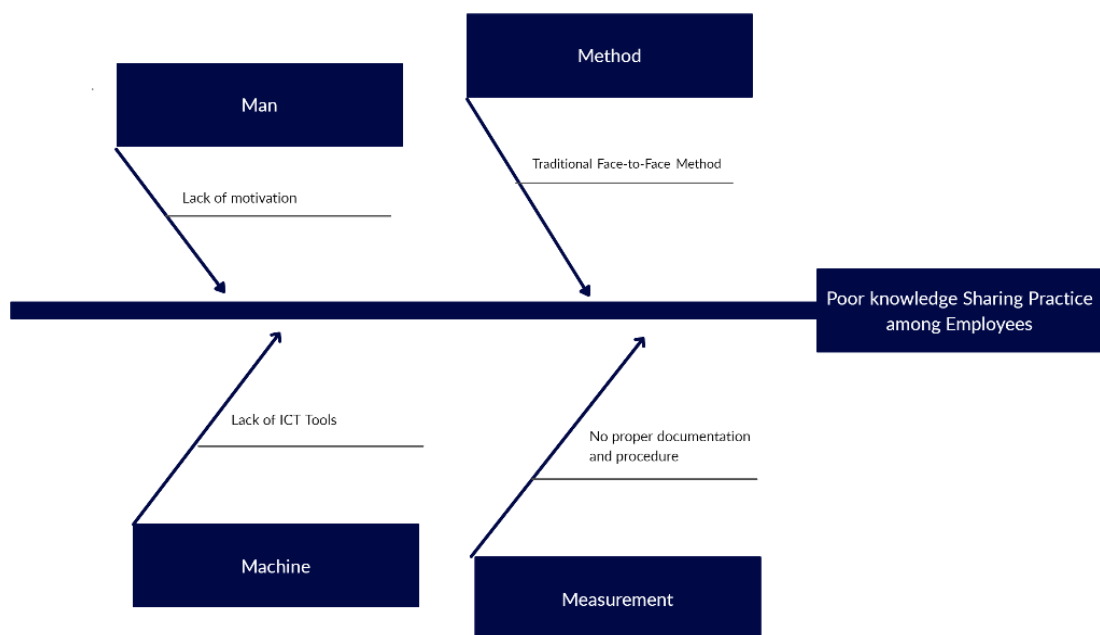 Man
Method
Lack of motivation
Traditional Face-to-Face Method
Poor knowledge Sharing Practice
among Employees
Lack of ICT Tools
No proper documentation
and procedure
Machine
Measurement